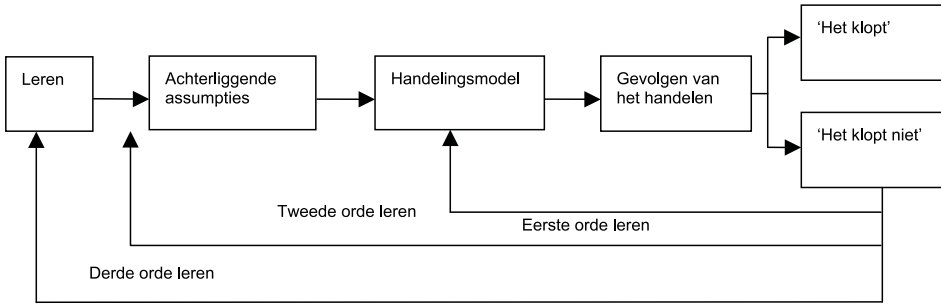 Leren
Achterliggende
assumpties
Handelingsmodel
Gevolgen van
het handelen
‘Het klopt’
‘Het klopt niet’
Tweede orde leren
Eerste orde leren
Derde orde leren